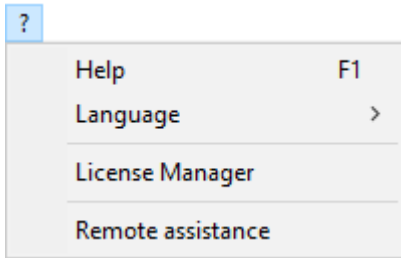 ?
Help F1
Language >
License Manager
Remote assistance